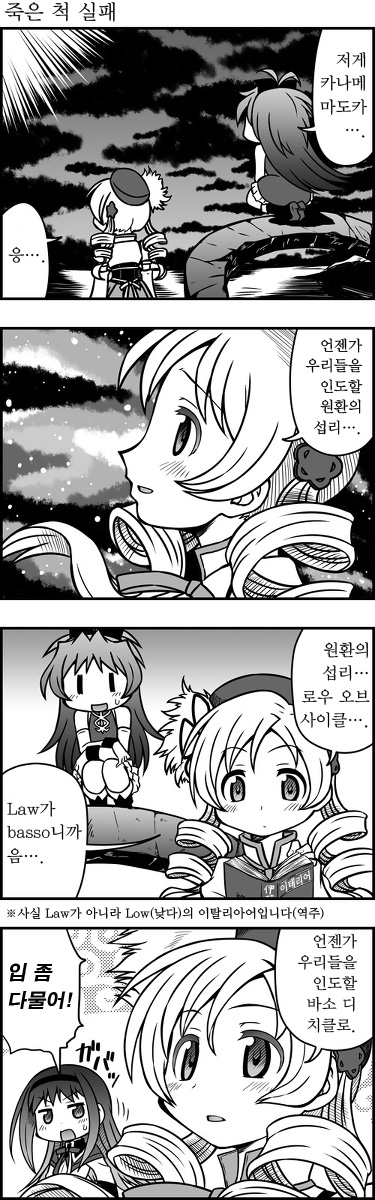 죽은 척 실패
저게
카나메
마도카
….
응….
언젠가
우리들을
인도할
원환의
섭리….
원환의
섭리…
로우 오브
사이클….
Law가
basso니까
음….
伊 이태리어
※사실 Law가 아니라 Low(낮다)의 이탈리아어입니다(역주)
언젠가
우리들을
인도할
바소 디
치클로.
입 좀
다물어!
ガバッ